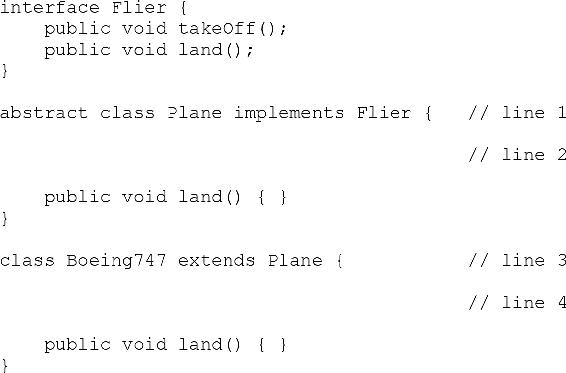 interface Flier {
    public void takeOff();
    public void land();
}
abstract class Plane implements Flier {   // line 1
                                          // line 2
    public void land() { }
}
class Boeing747 extends Plane {           // line 3
                                          // line 4
    public void land() { }
}